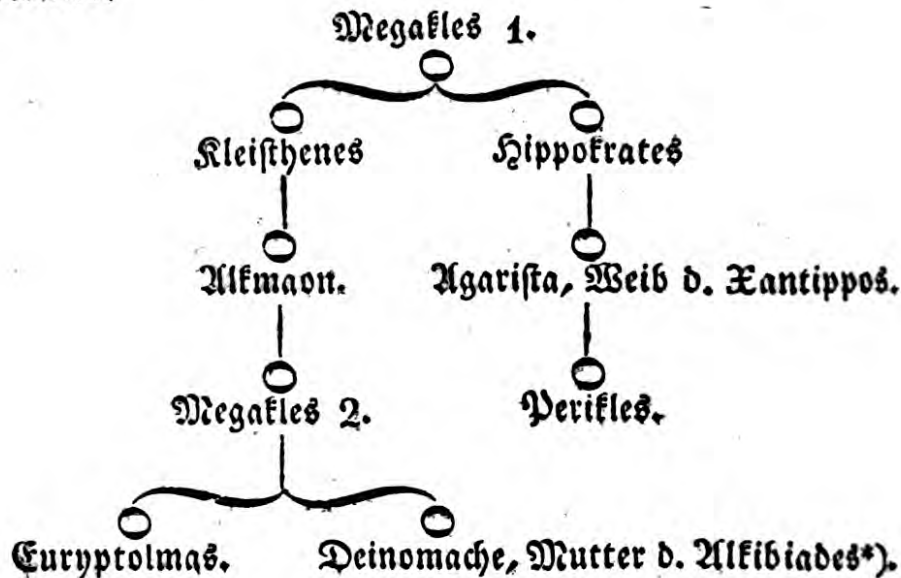 Megakles 1.
Kleiſthenes Hippokrates
Alkmaon. Agariſta, Weib d. Xantippos.
Megakles 2. Perikles.
Euryptolmas. Deinomache, Mutter d. Alkibiades*).